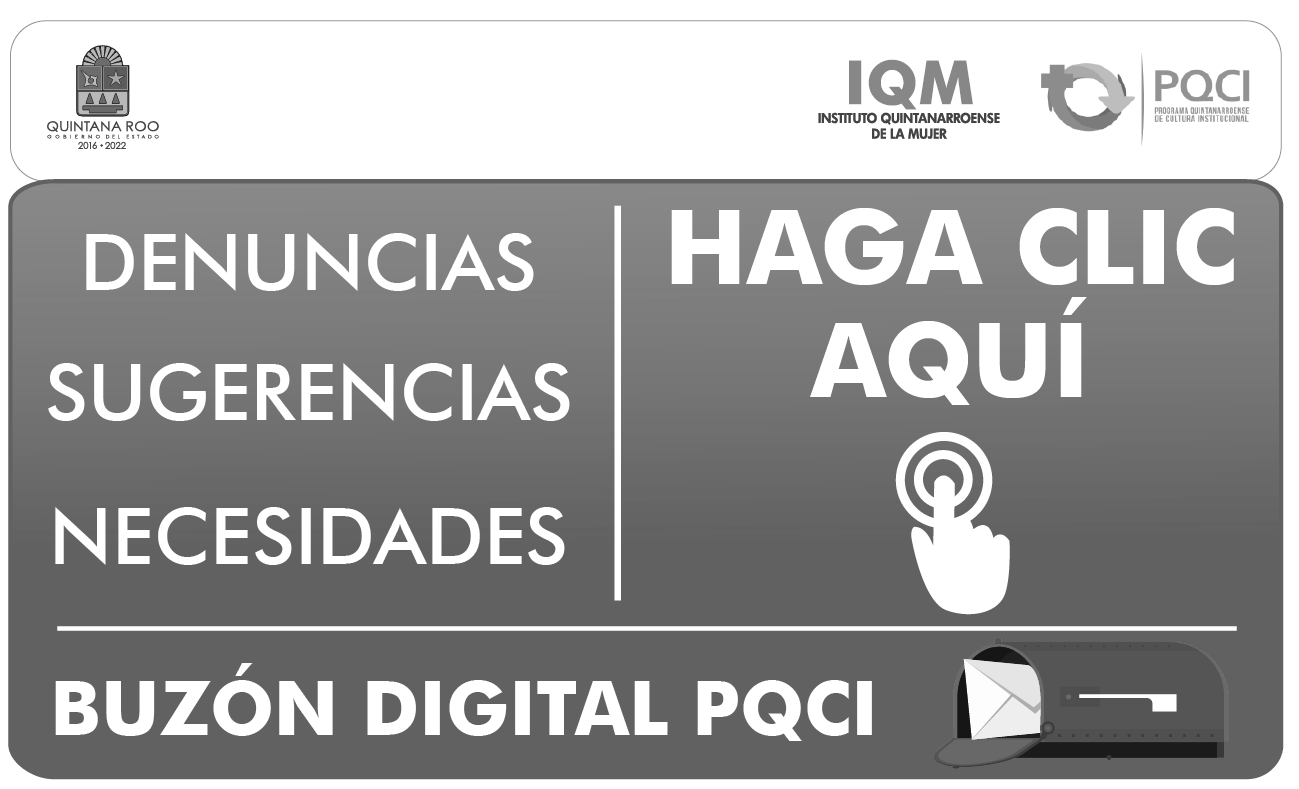 QUINTANA ROO
GOBIERNO DEL ESTADO
2016 • 2022
IQM
INSTITUTO QUINTANARROENSE
DE LA MUJER
PQCI
PROGRAMA QUINTANARROENSE
DE CULTURA INSTITUCIONAL
DENUNCIAS
SUGERENCIAS
NECESIDADES
HAGA CLIC
AQUÍ
BUZÓN DIGITAL PQCI